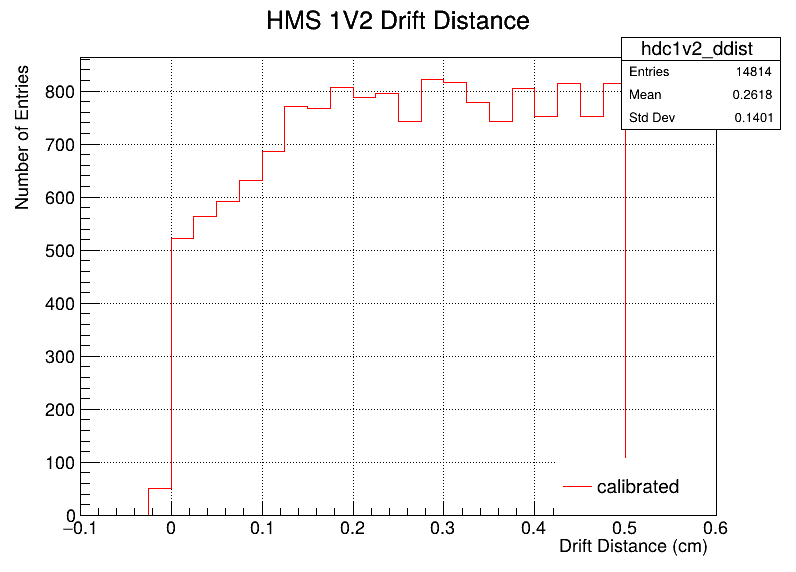 HMS 1V2 Drift Distance
hdc1v2_ddist
Entries 14814
Mean 0.2618
Std Dev 0.1401
Number of Entries
800
700
600
500
400
300
200
100
0
−0.1 0 0.1 0.2 0.3 0.4 0.5 0.6
Drift Distance (cm)
calibrated